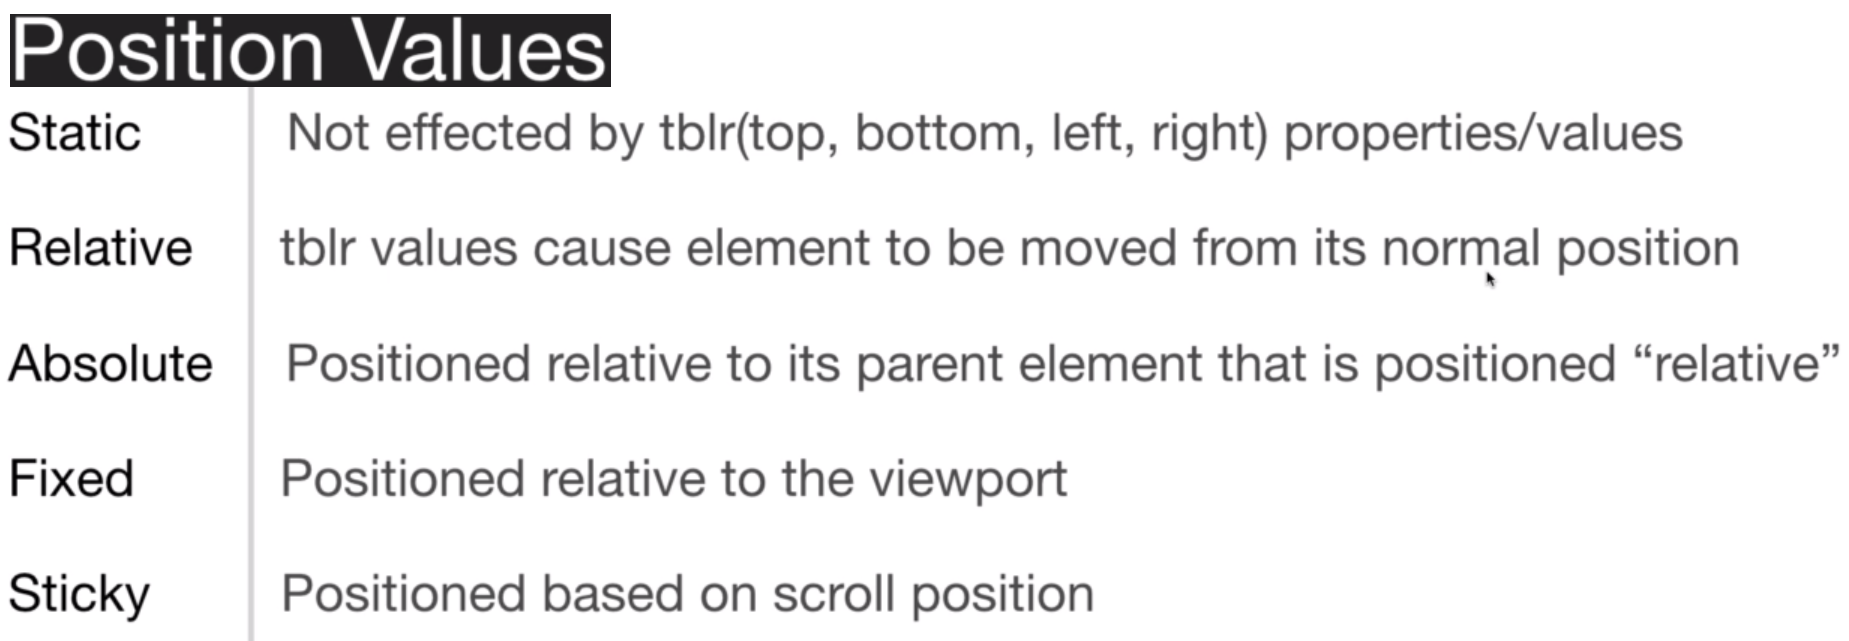 Position Values
Static Not effected by tblr(top, bottom, left, right) properties/values
Relative tblr values cause element to be moved from its normal position
Absolute Positioned relative to its parent element that is positioned “relative”
Fixed Positioned relative to the viewport
Sticky Positioned based on scroll position